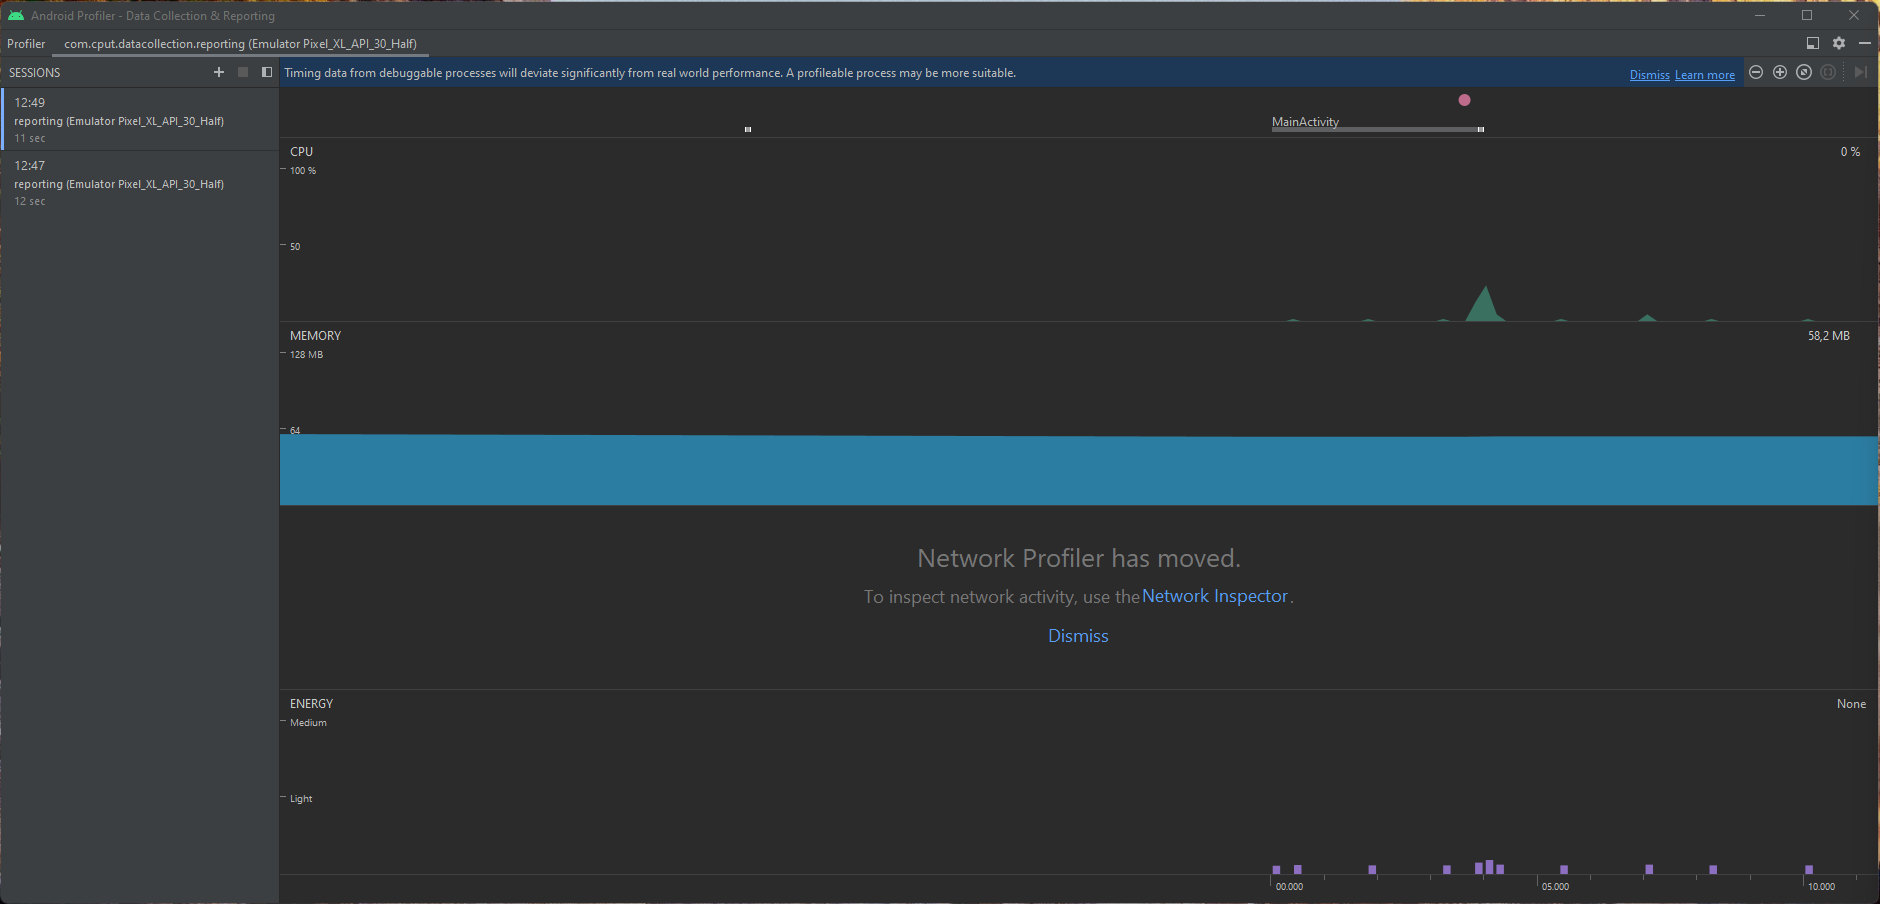 Android Profiler - Data Collection & Reporting
Profiler com.cput.datacollection.reporting (Emulator Pixel_XL_API_30_Half)
SESSIONS
Timing data from debuggable processes will deviate significantly from real world performance. A profileable process may be more suitable.
Dismiss Learn more
12:49
reporting (Emulator Pixel_XL_API_30_Half)
11 sec
12:47
reporting (Emulator Pixel_XL_API_30_Half)
12 sec
MainActivity
CPU 0 %
100 %
50
MEMORY 58,2 MB
128 MB
64
Network Profiler has moved.
To inspect network activity, use the Network Inspector.
Dismiss
ENERGY None
Medium
Light
00.000 05.000 10.000